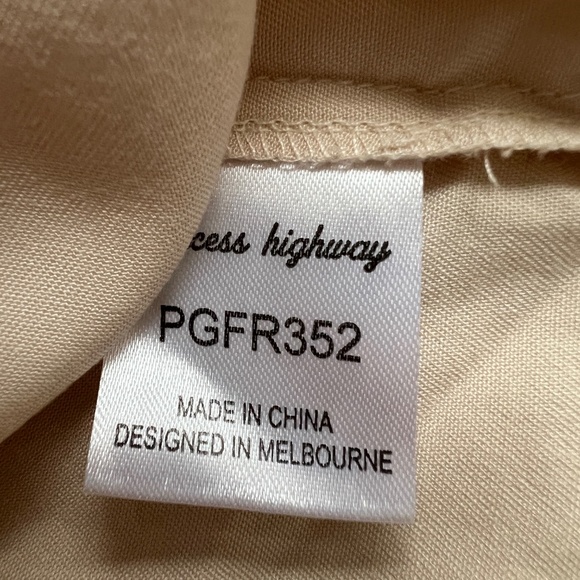 cess highway
PGFR352
MADE IN CHINA
DESIGNED IN MELBOURNE